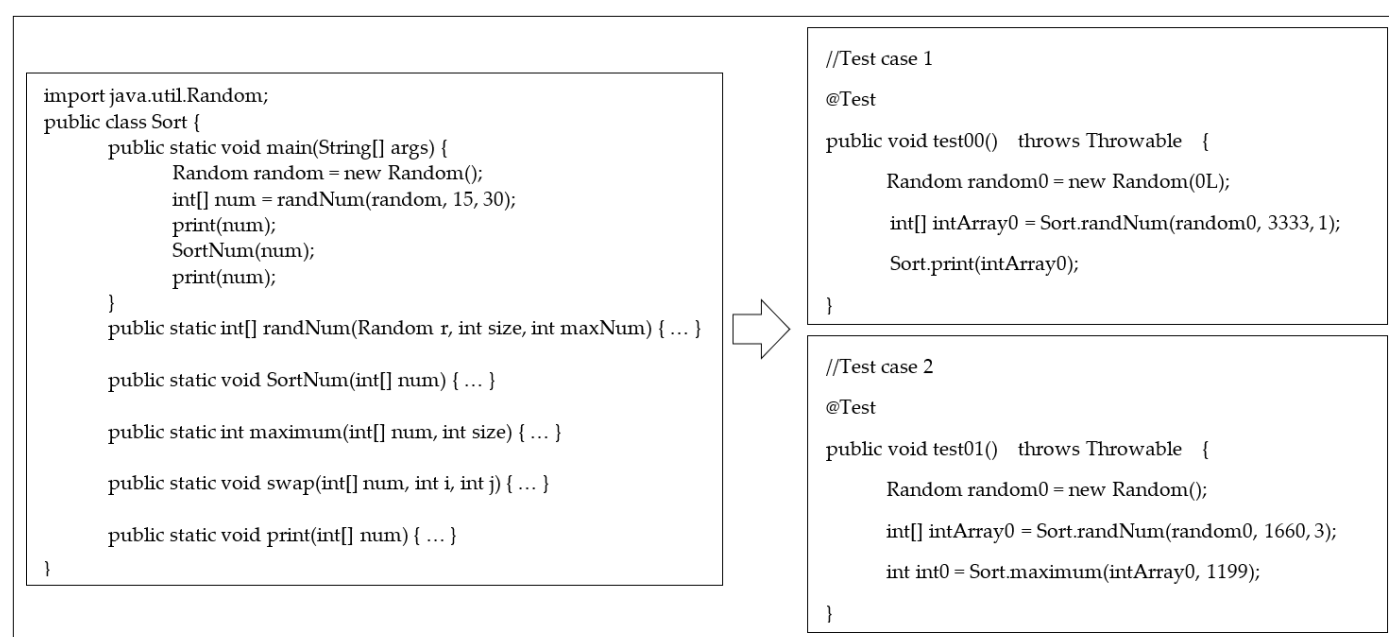 import java.util.Random;
public class Sort {
public static void main(String[] args) {
Random random = new Random();
int[] num = randNum(random, 15, 30);
print(num);
SortNum(num);
print(num);
}
public static int[] randNum(Random r, int size, int maxNum) { … }
public static void SortNum(int[] num) { … }
public static int maximum(int[] num, int size) { … }
public static void swap(int[] num, int i, int j) { … }
public static void print(int[] num) { … }
}
//Test case 1
@Test
public void test00() throws Throwable {
Random random0 = new Random(0L);
int[] intArray0 = Sort.randNum(random0, 3333, 1);
Sort.print(intArray0);
}
//Test case 2
@Test
public void test01() throws Throwable {
Random random0 = new Random();
int[] intArray0 = Sort.randNum(random0, 1660, 3);
int int0 = Sort.maximum(intArray0, 1199);
}